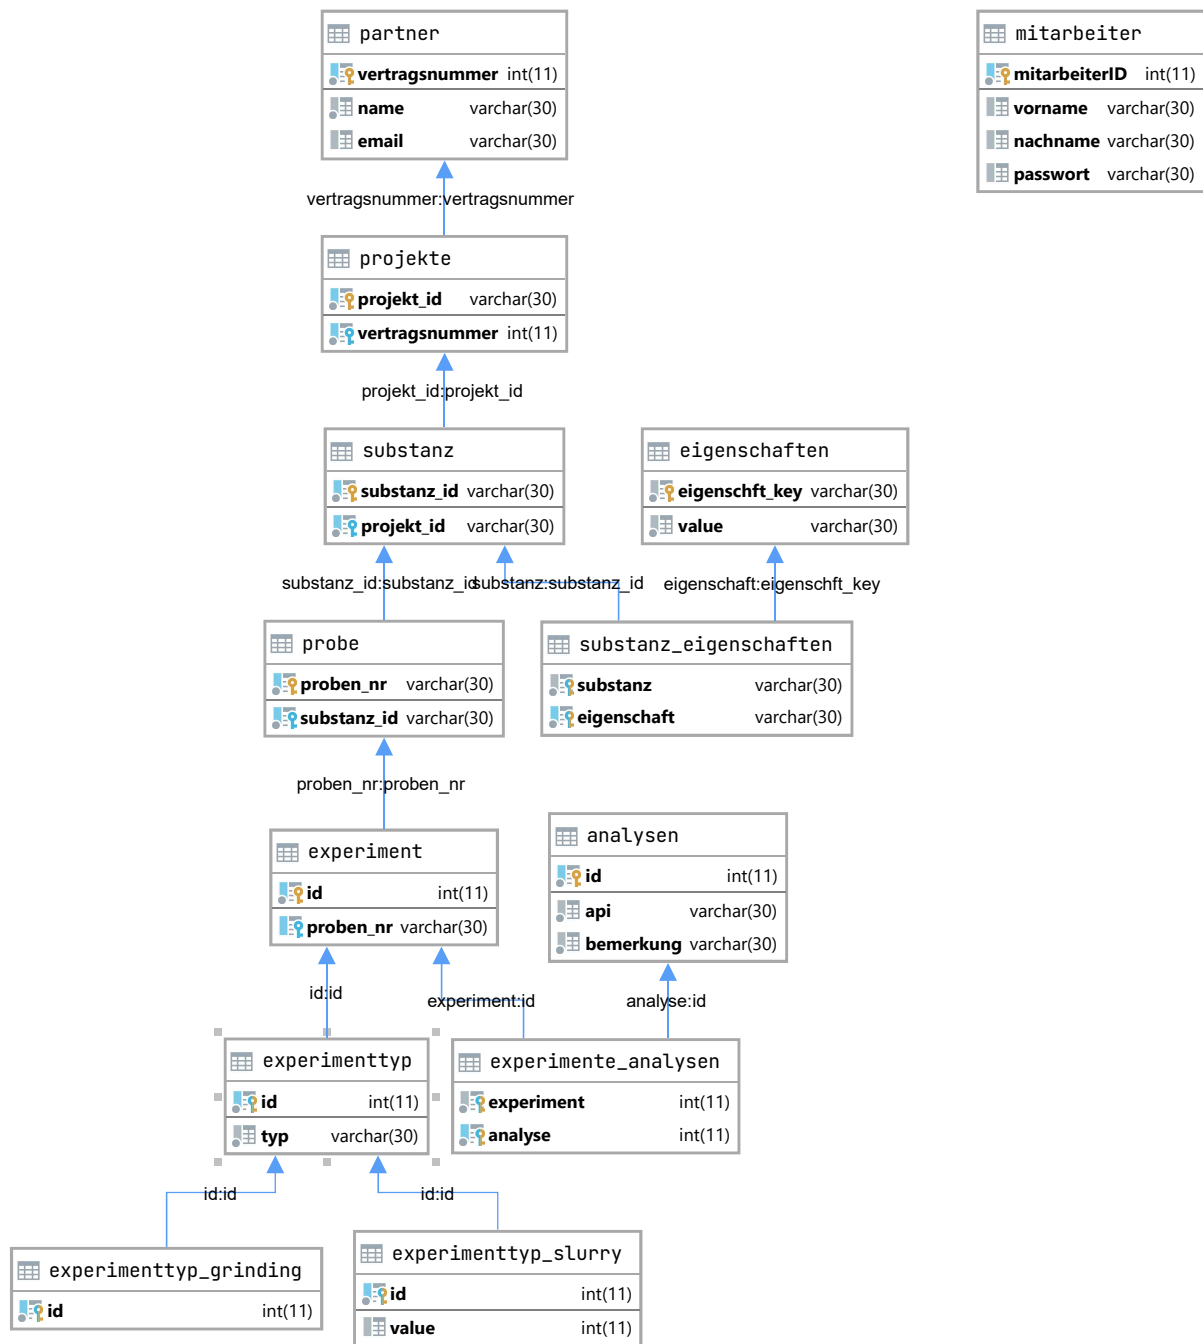 partner
vertragsnummer int(11)
name varchar(30)
email varchar(30)
mitarbeiter
mitarbeiterID int(11)
vorname varchar(30)
nachname varchar(30)
passwort varchar(30)
vertragsnummer:vertragsnummer
projekte
projekt_id varchar(30)
vertragsnummer int(11)
projekt_id:projekt_id
substanz
substanz_id varchar(30)
projekt_id varchar(30)
eigenschaften
eigenschft_key varchar(30)
value varchar(30)
substanz_id:substanz_id
substanz:substanz_id
eigenschaft:eigenschft_key
probe
proben_nr varchar(30)
substanz_id varchar(30)
substanz_eigenschaften
substanz varchar(30)
eigenschaft varchar(30)
proben_nr:proben_nr
experiment
id int(11)
proben_nr varchar(30)
analysen
id int(11)
api varchar(30)
bemerkung varchar(30)
id:id
experiment:id
analyse:id
experimenttyp
id int(11)
typ varchar(30)
experimente_analysen
experiment int(11)
analyse int(11)
id:id
id:id
experimenttyp_grinding
id int(11)
experimenttyp_slurry
id int(11)
value int(11)